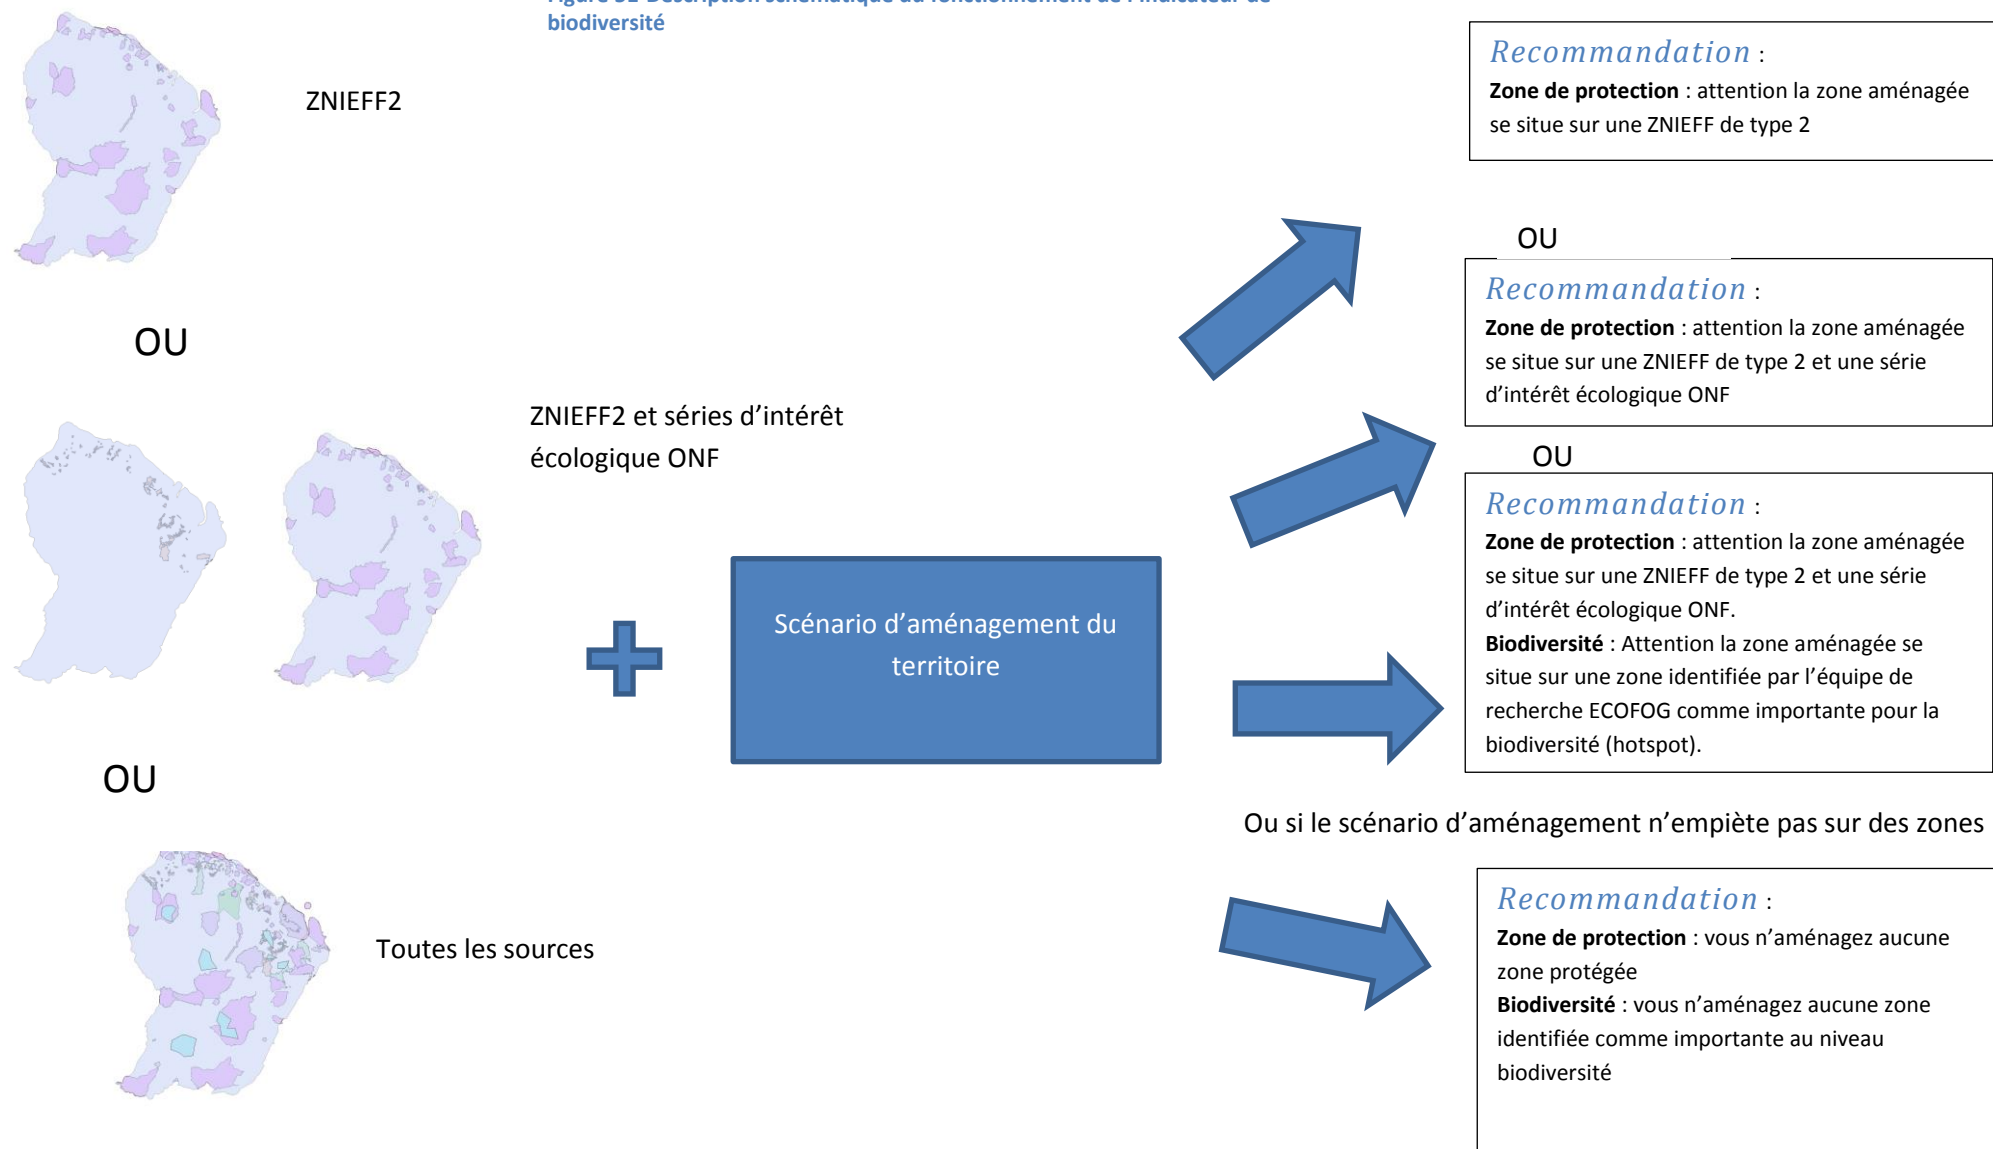 biodiversité
ZNIEFF2
OU
ZNIEFF2 et séries d’intérêt
écologique ONF
OU
Toutes les sources
Scénario d’aménagement du
territoire
Recommandation :
Zone de protection : attention la zone aménagée
se situe sur une ZNIEFF de type 2
OU
Recommandation :
Zone de protection : attention la zone aménagée
se situe sur une ZNIEFF de type 2 et une série
d’intérêt écologique ONF
OU
Recommandation :
Zone de protection : attention la zone aménagée
se situe sur une ZNIEFF de type 2 et une série
d’intérêt écologique ONF.
Biodiversité : Attention la zone aménagée se
situe sur une zone identifiée par l’équipe de
recherche ECOFOG comme importante pour la
biodiversité (hotspot).
Ou si le scénario d’aménagement n’empiète pas sur des zones
Recommandation :
Zone de protection : vous n’aménagez aucune
zone protégée
Biodiversité : vous n’aménagez aucune zone
identifiée comme importante au niveau
biodiversité